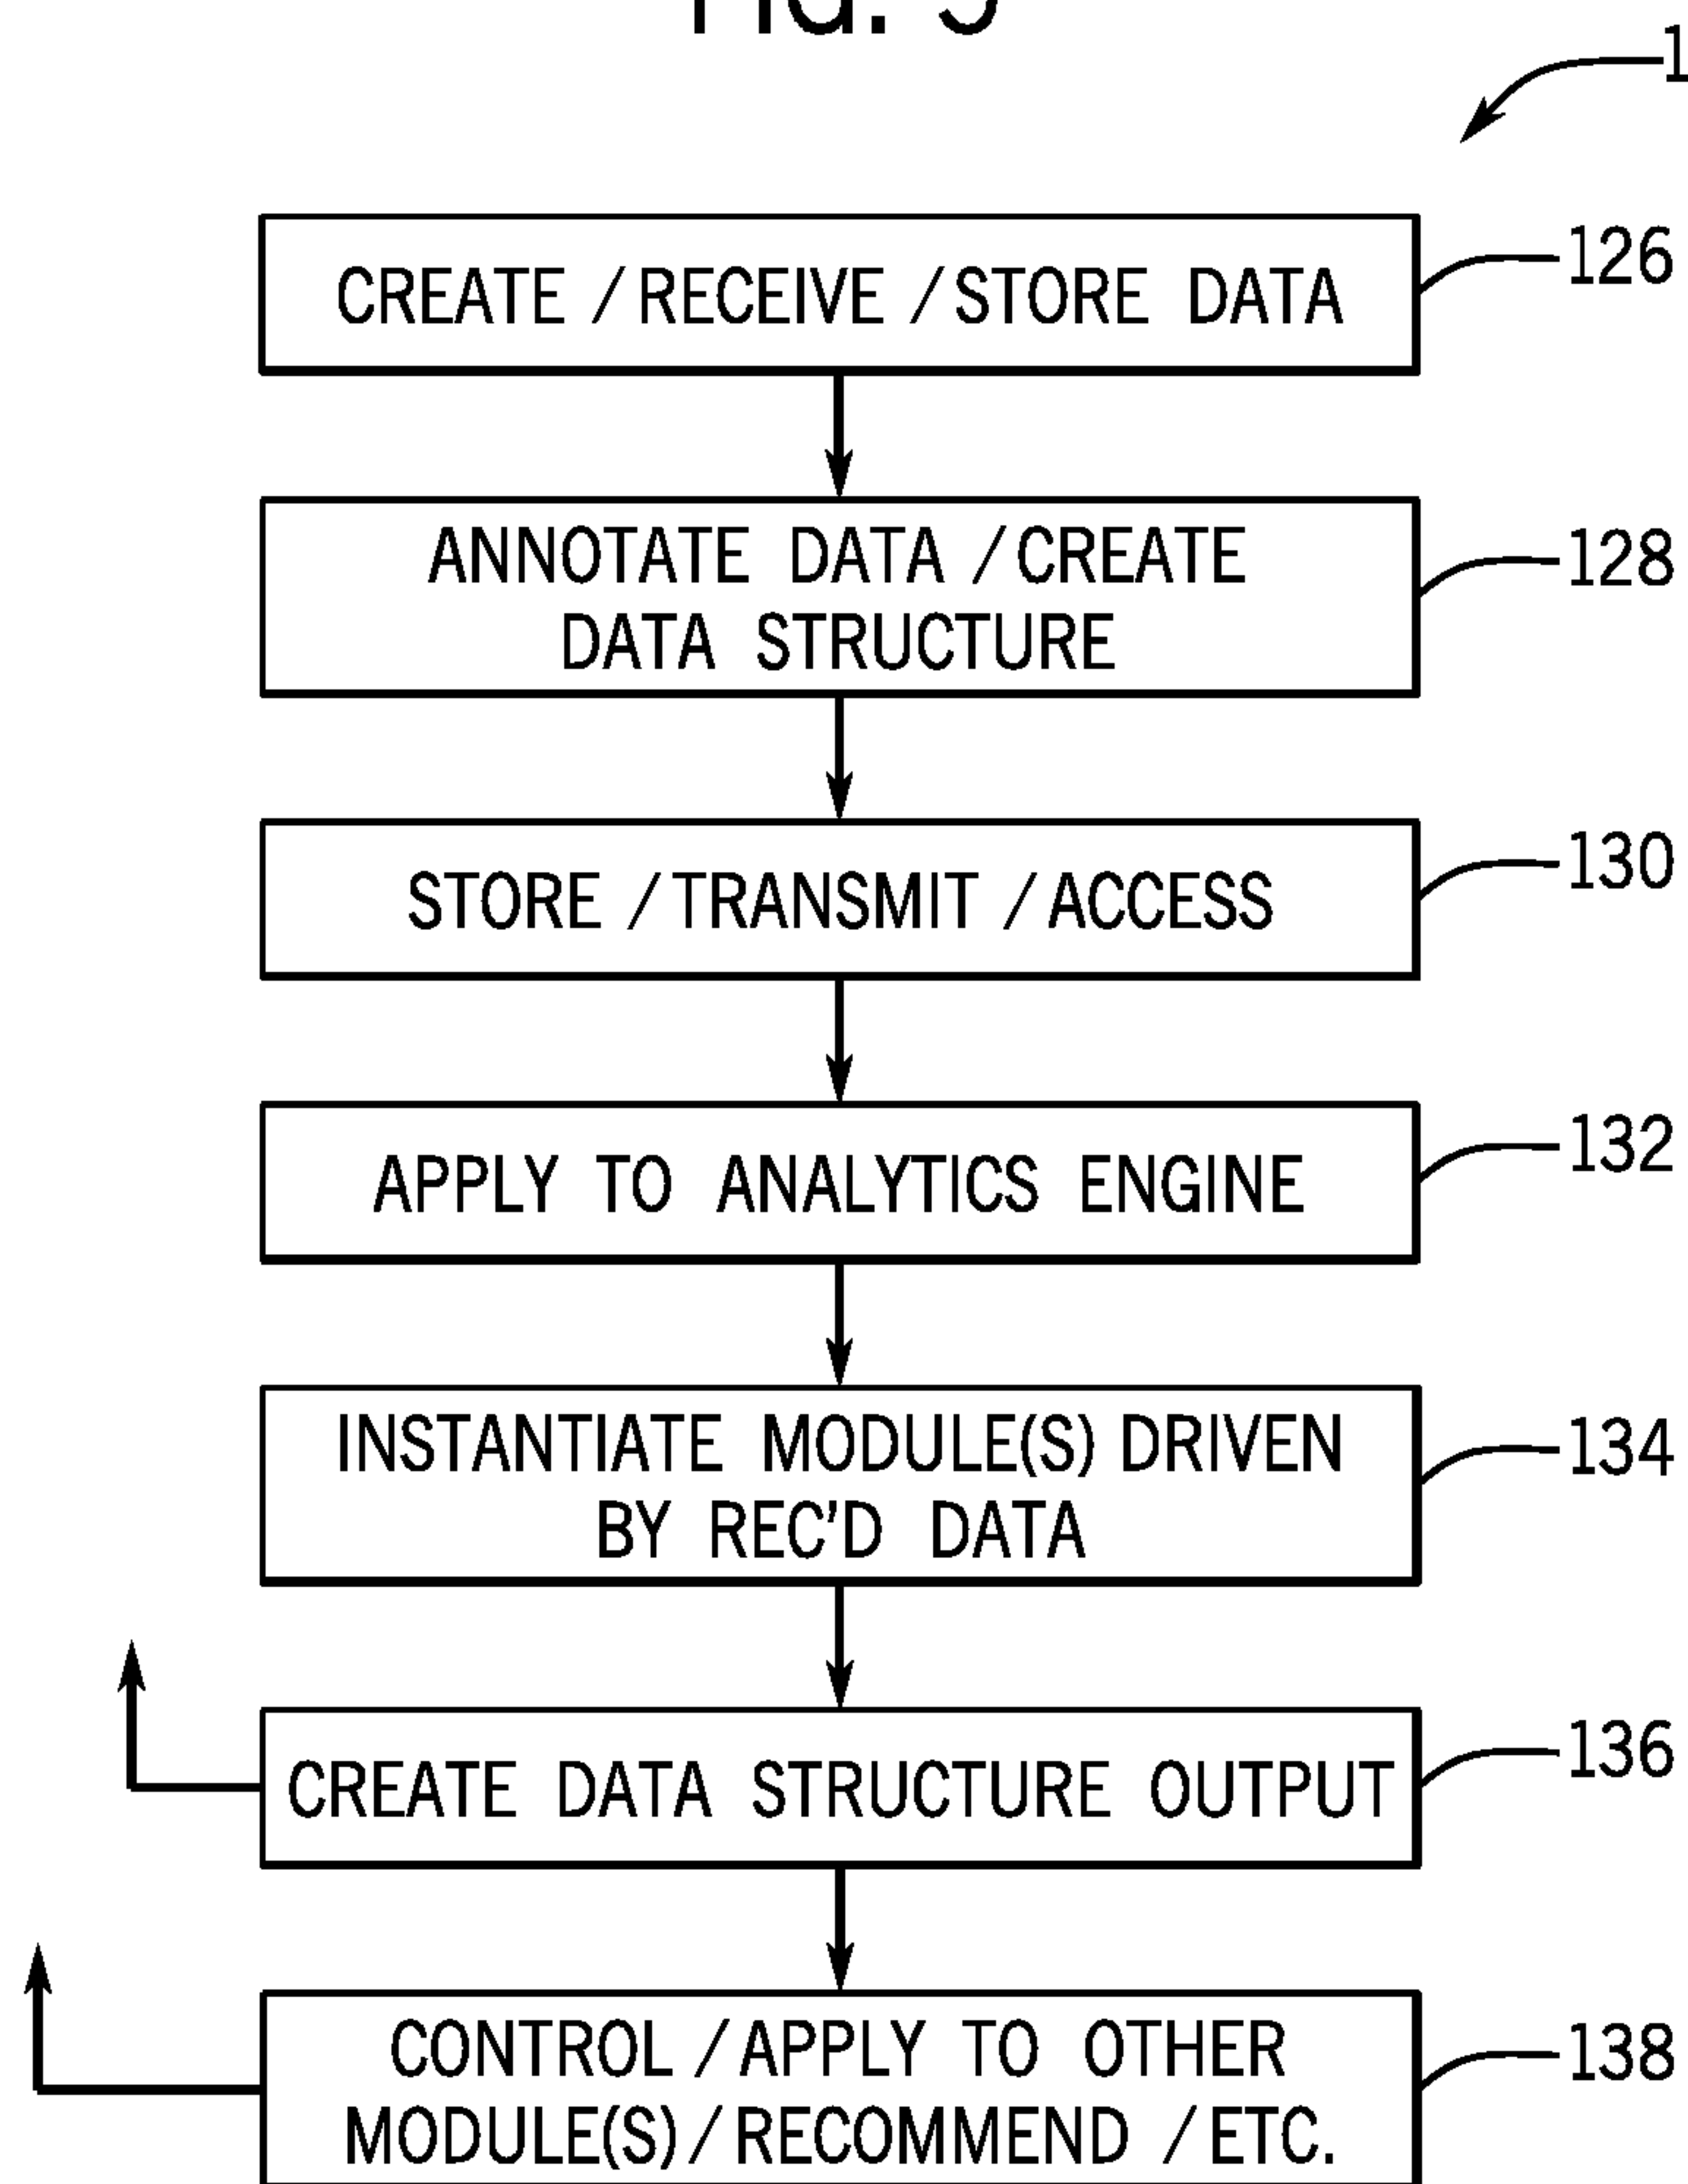 CREATE / RECEIVE / STORE DATA
126
ANNOTATE DATA / CREATE
DATA STRUCTURE
128
STORE / TRANSMIT / ACCESS
130
APPLY TO ANALYTICS ENGINE
132
INSTANTIATE MODULE(S) DRIVEN
BY REC'D DATA
134
CREATE DATA STRUCTURE OUTPUT
136
CONTROL / APPLY TO OTHER
MODULE(S) / RECOMMEND / ETC.
138